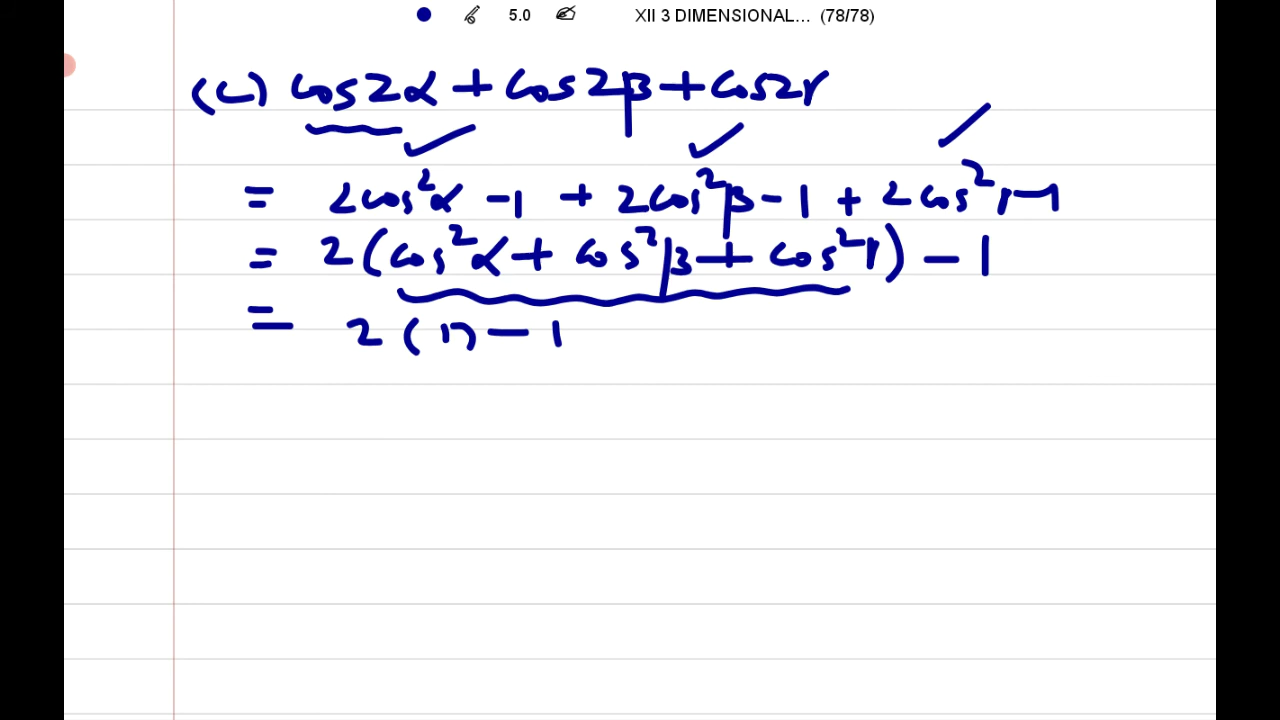 5.0 XII 3 DIMENSIONAL... (78/78)
(C) cos2α + cos2β + cos2γ
= 2cos²α - 1 + 2cos²β - 1 + 2cos²γ - 1
= 2(cos²α + cos²β + cos²γ) - 1
= 2(1) - 1